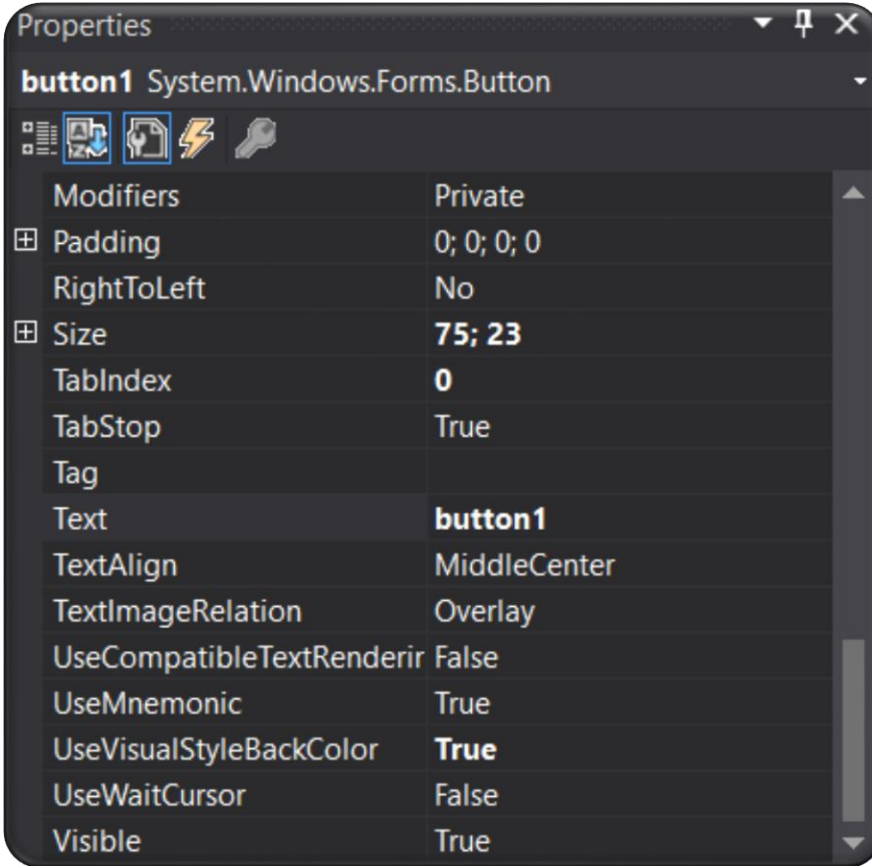 Properties
button1 System.Windows.Forms.Button
Modifiers Private
Padding 0; 0; 0; 0
RightToLeft No
Size 75; 23
TabIndex 0
TabStop True
Tag
Text button1
TextAlign MiddleCenter
TextImageRelation Overlay
UseCompatibleTextRenderir False
UseMnemonic True
UseVisualStyleBackColor True
UseWaitCursor False
Visible True